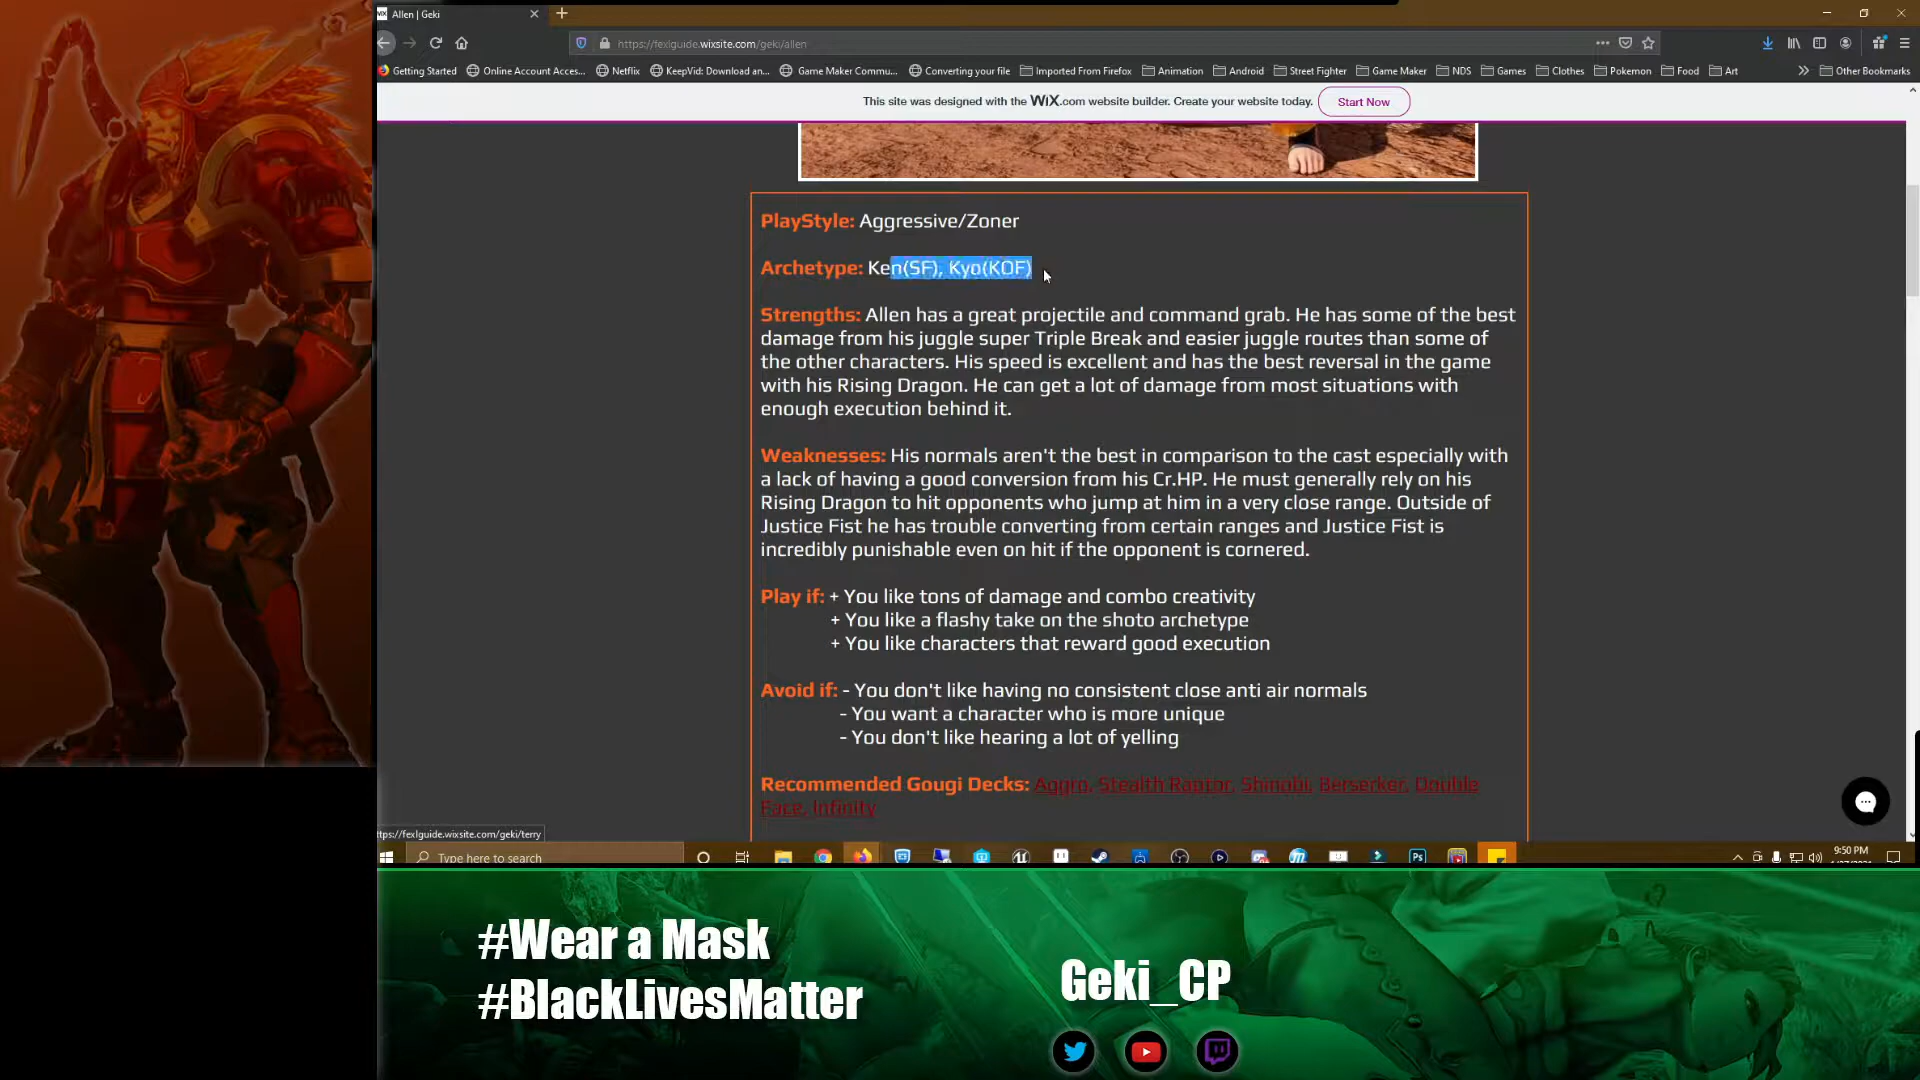 Allen | Geki
https://fexlguide.wixsite.com/geki/allen
Getting Started Online Account Acces... Netflix KeepVid: Download an... Game Maker Commu... Converting your file Imported From Firefox Animation Android Street Fighter Game Maker NDS Games Clothes Pokemon Food Art Other Bookmarks
This site was designed with the WiX.com website builder. Create your website today. Start Now
PlayStyle: Aggressive/Zoner
Archetype: Ken(SF), Kyo(KOF)
Strengths: Allen has a great projectile and command grab. He has some of the best
damage from his juggle super Triple Break and easier juggle routes than some of
the other characters. His speed is excellent and has the best reversal in the game
with his Rising Dragon. He can get a lot of damage from most situations with
enough execution behind it.
Weaknesses: His normals aren't the best in comparison to the cast especially with
a lack of having a good conversion from his Cr.HP. He must generally rely on his
Rising Dragon to hit opponents who jump at him in a very close range. Outside of
Justice Fist he has trouble converting from certain ranges and Justice Fist is
incredibly punishable even on hit if the opponent is cornered.
Play if: + You like tons of damage and combo creativity
+ You like a flashy take on the shoto archetype
+ You like characters that reward good execution
Avoid if: - You don't like having no consistent close anti air normals
- You want a character who is more unique
- You don't like hearing a lot of yelling
Recommended Gougi Decks: Aggro, Stealth Raptor, Shinobi, Berserker, Double
Face, Infinity
ttps://fexlguide.wixsite.com/geki/terry
Type here to search
9:50 PM
#Wear a Mask
#BlackLivesMatter
Geki_CP